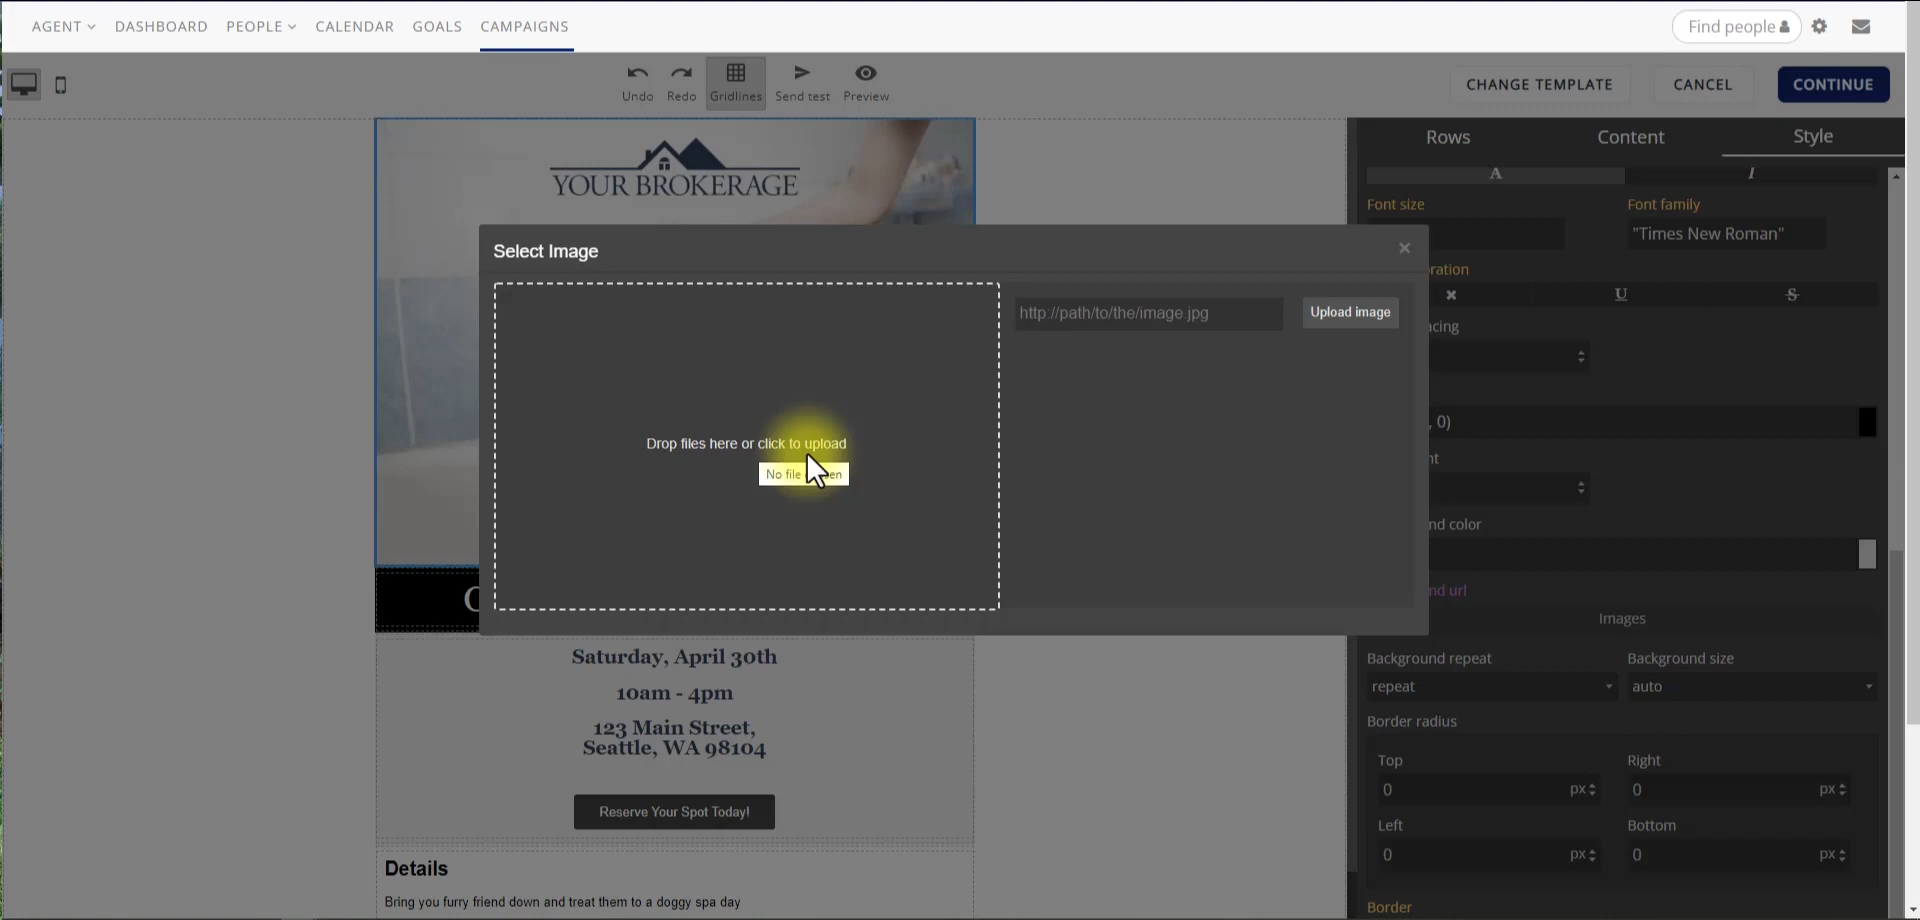 AGENT DASHBOARD PEOPLE CALENDAR GOALS CAMPAIGNS
Find people
Undo Redo Gridlines Send test Preview
CHANGE TEMPLATE CANCEL CONTINUE
YOUR BROKERAGE
Rows Content Style
A I
Font size Font family
"Times New Roman"
Select Image ×
ration
U S
http://path/to/the/image.jpg Upload image
cing
, 0)
Drop files here or click to upload
nt
No file
nd color
nd url
Images
Saturday, April 30th
10am - 4pm
123 Main Street,
Seattle, WA 98104
Reserve Your Spot Today!
Details
Bring you furry friend down and treat them to a doggy spa day
Background repeat Background size
repeat auto
Border radius
Top Right
0 px 0 px
Left Bottom
0 px 0 px
Border